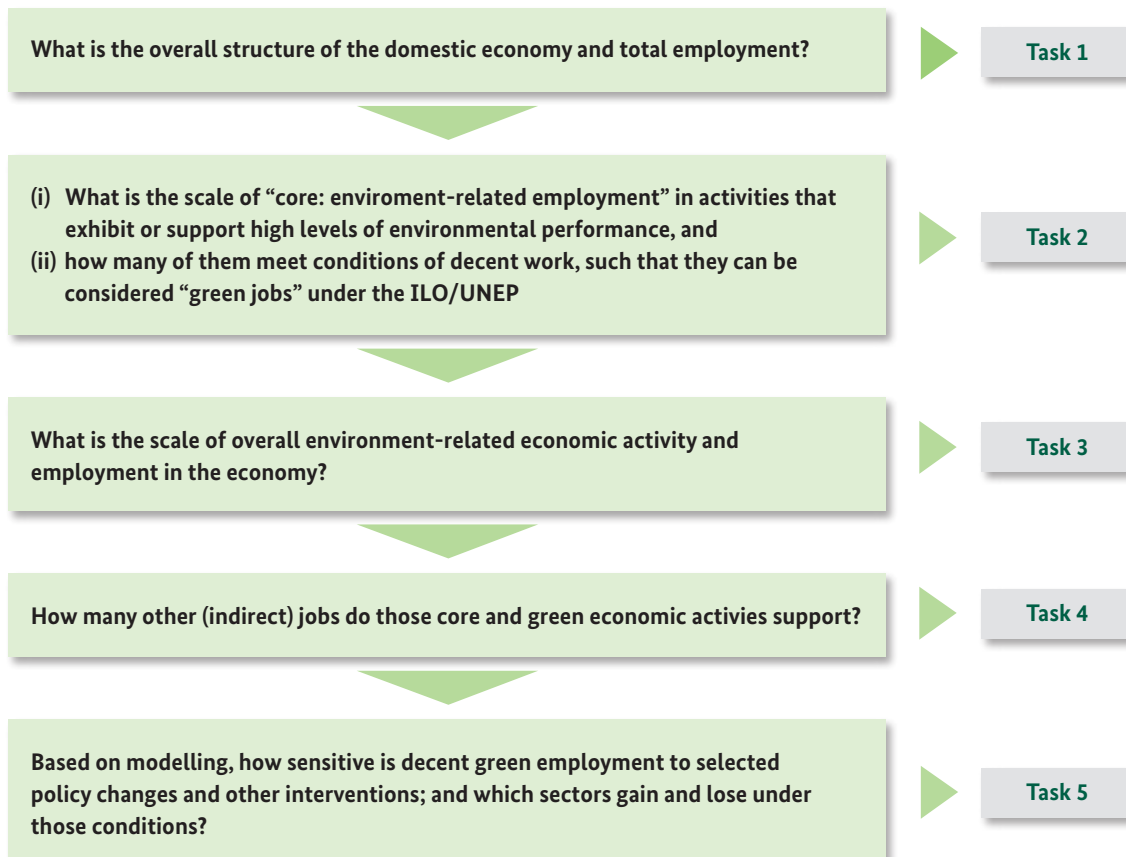 What is the overall structure of the domestic economy and total employment?
Task 1
(i) What is the scale of “core: enviroment-related employment” in activities that
exhibit or support high levels of environmental performance, and
(ii) how many of them meet conditions of decent work, such that they can be
considered “green jobs” under the ILO/UNEP
Task 2
What is the scale of overall environment-related economic activity and
employment in the economy?
Task 3
How many other (indirect) jobs do those core and green economic activies support?
Task 4
Based on modelling, how sensitive is decent green employment to selected
policy changes and other interventions; and which sectors gain and lose under
those conditions?
Task 5